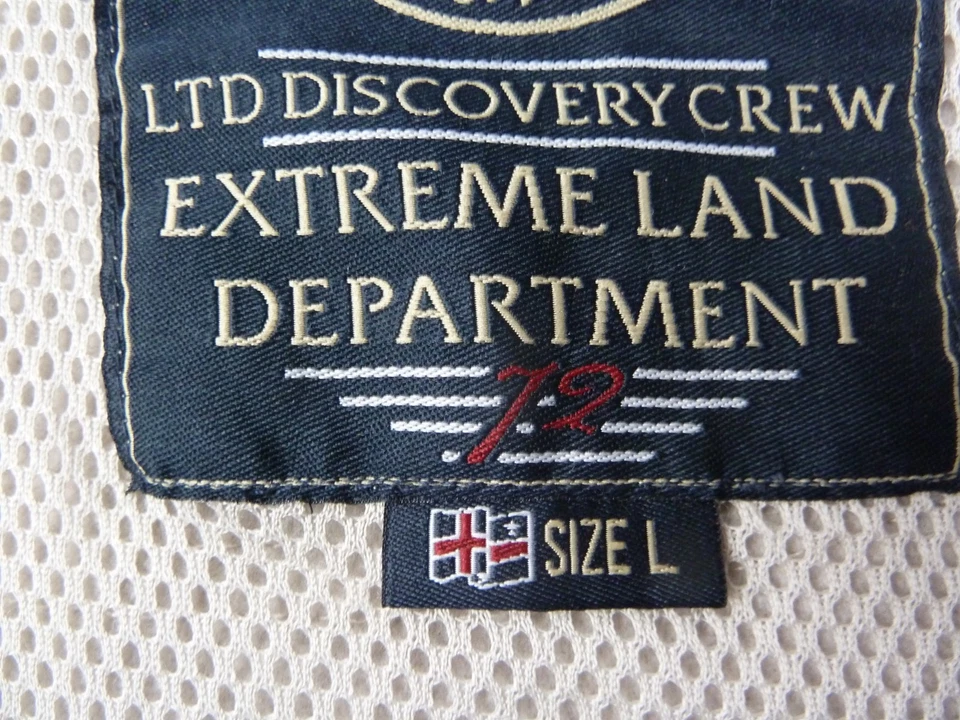 LTD DISCOVERY CREW
EXTREME LAND
DEPARTMENT
72
SIZE L